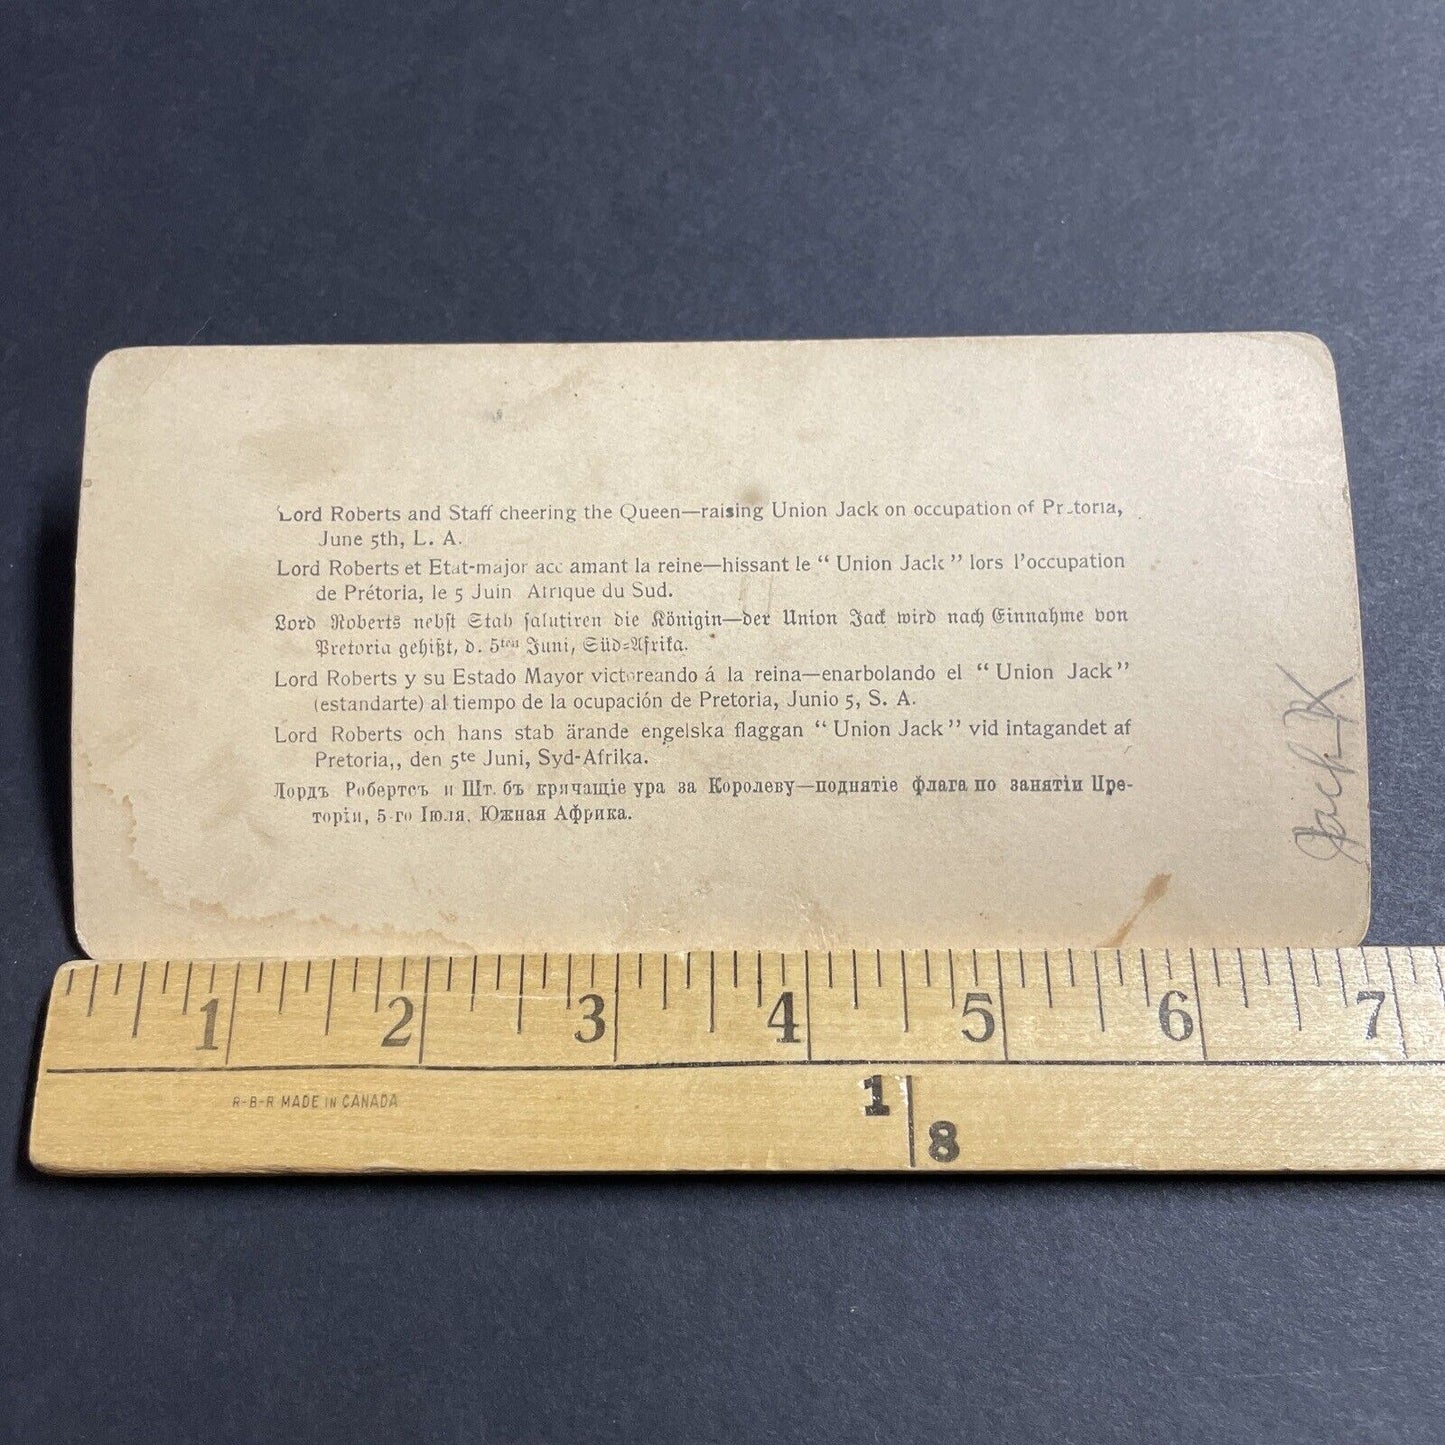 Lord Roberts and Staff cheering the Queen—raising Union Jack on occupation of Pretoria,
June 5th, L. A.
Lord Roberts et Etat-major acc amant la reine—hissant le “ Union Jack ” lors l’occupation
de Prétoria, le 5 Juin Afrique du Sud.
Lord Roberts nebst Stab salutiren die Königin—der Union Jack wird nach Einnahme von
Pretoria gehißt, d. 5ten Juni, Süd=Afrika.
Lord Roberts y su Estado Mayor victoreando á la reina—enarbolando el “ Union Jack ”
(estandarte) al tiempo de la ocupación de Pretoria, Junio 5, S. A.
Lord Roberts och hans stab ärande engelska flaggan “ Union Jack ” vid intagandet af
Pretoria,, den 5te Juni, Syd-Afrika.
Лордъ Робертсъ и Шт.бъ кричащіе ура за Королеву—поднятіе флага по занятіи Пре-
торіи, 5-го Іюля. Южная Африка.
Jack K
1 2 3 4 5 6 7
R-B-R MADE IN CANADA
1
8